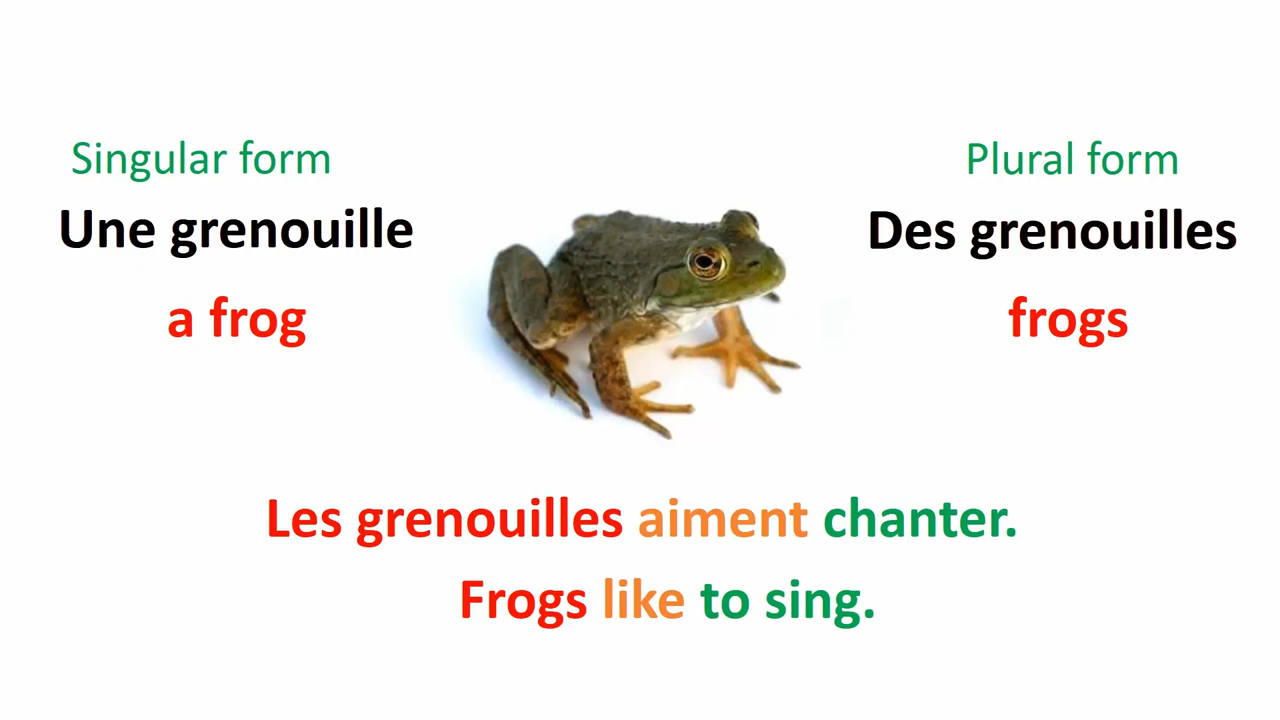 Singular form
Une grenouille
a frog
Plural form
Des grenouilles
frogs
Les grenouilles aiment chanter.
Frogs like to sing.